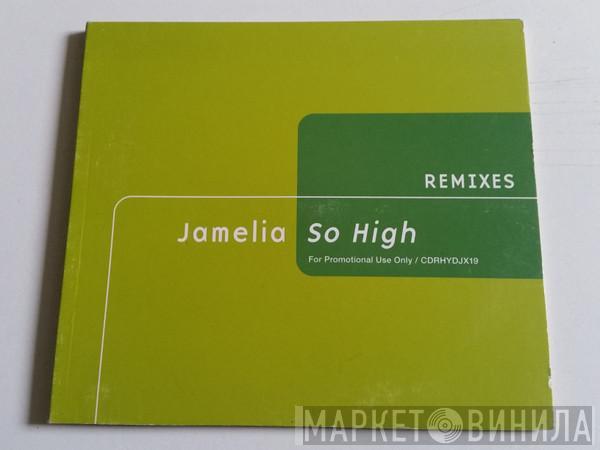 REMIXES
Jamelia So High
For Promotional Use Only / CDRHYDJX19
МАРКЕТ ВИНИЛА